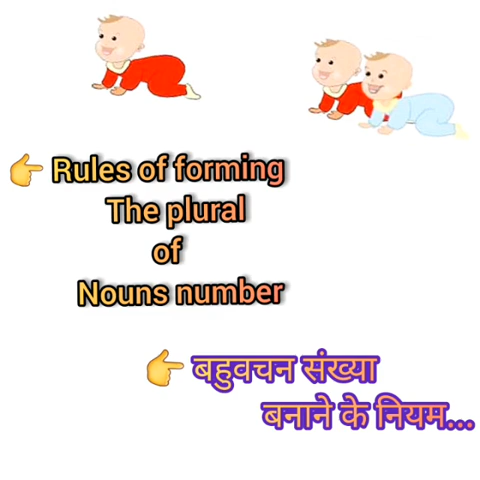 👉 Rules of forming
The plural
of
Nouns number
👉 बहुवचन संख्या
बनाने के नियम...